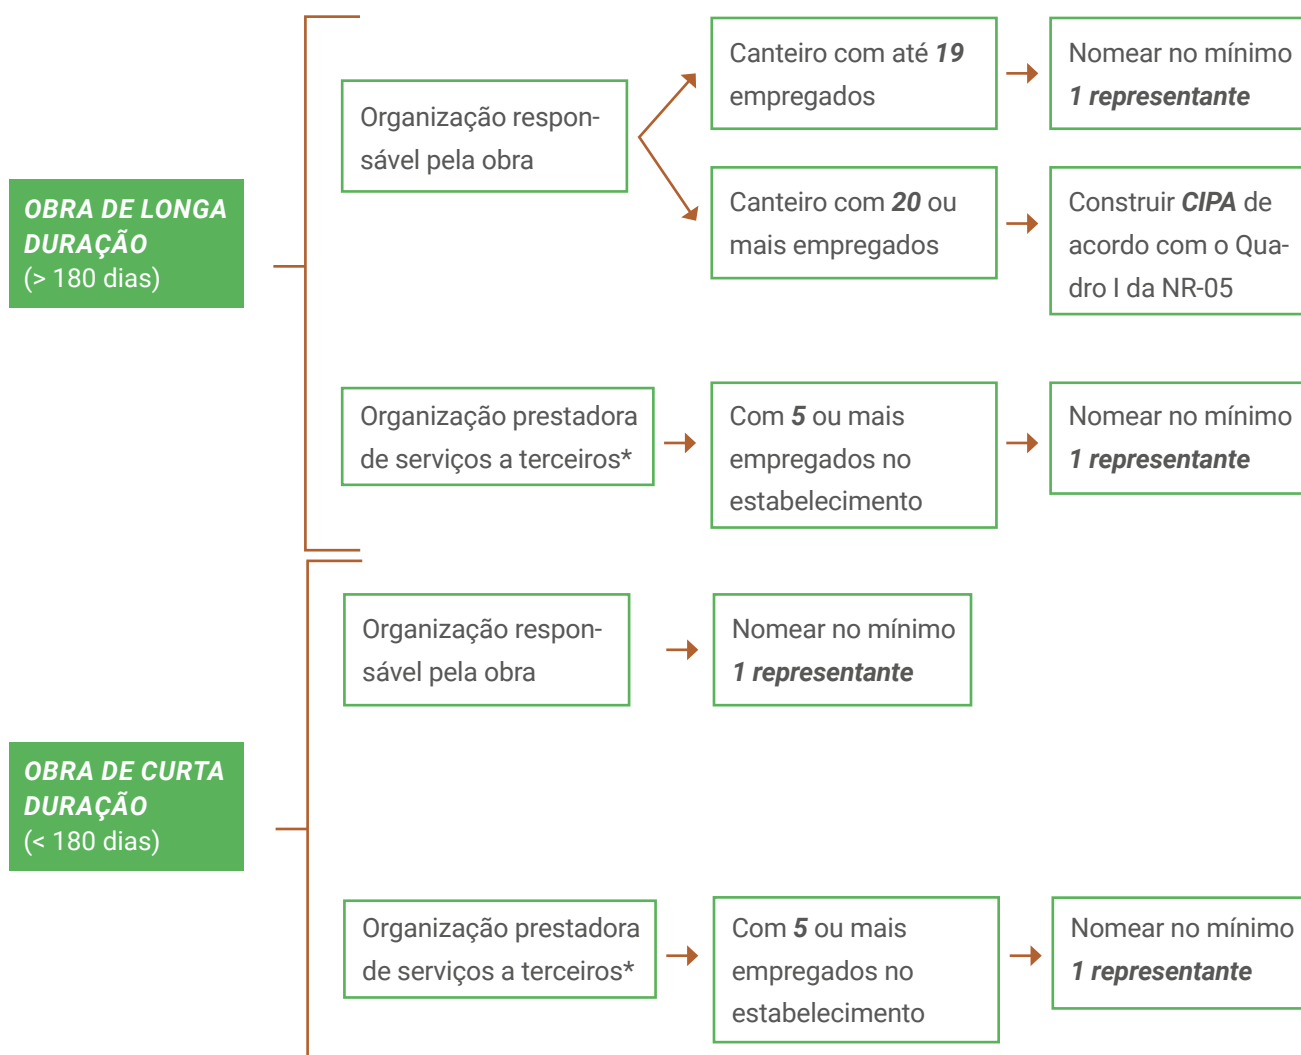 OBRA DE LONGA
DURAÇÃO
(> 180 dias)
Organização respon-
sável pela obra
Canteiro com até 19
empregados
Nomear no mínimo
1 representante
Canteiro com 20 ou
mais empregados
Construir CIPA de
acordo com o Qua-
dro I da NR-05
Organização prestadora
de serviços a terceiros*
Com 5 ou mais
empregados no
estabelecimento
Nomear no mínimo
1 representante
OBRA DE CURTA
DURAÇÃO
(< 180 dias)
Organização respon-
sável pela obra
Nomear no mínimo
1 representante
Organização prestadora
de serviços a terceiros*
Com 5 ou mais
empregados no
estabelecimento
Nomear no mínimo
1 representante